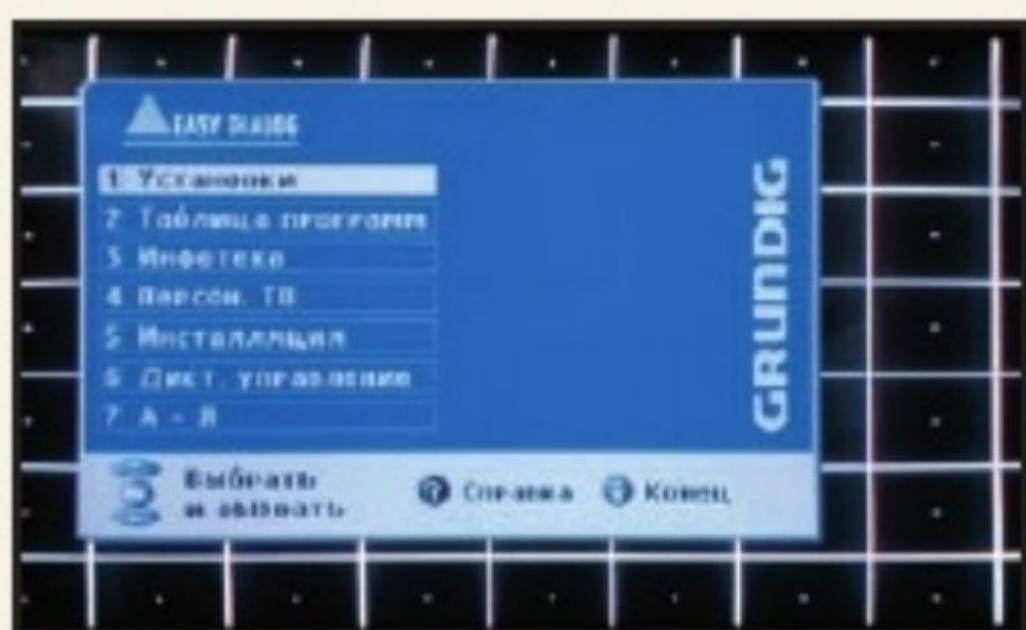 EASY DIALOG
1 Установки
2 Таблица программ
3 Инфотека
4 Персон. ТВ
5 Инсталляция
6 Дист. управление
7 А - Я
GRUNDIG
Выбрать
и вызвать
Справка
Конец